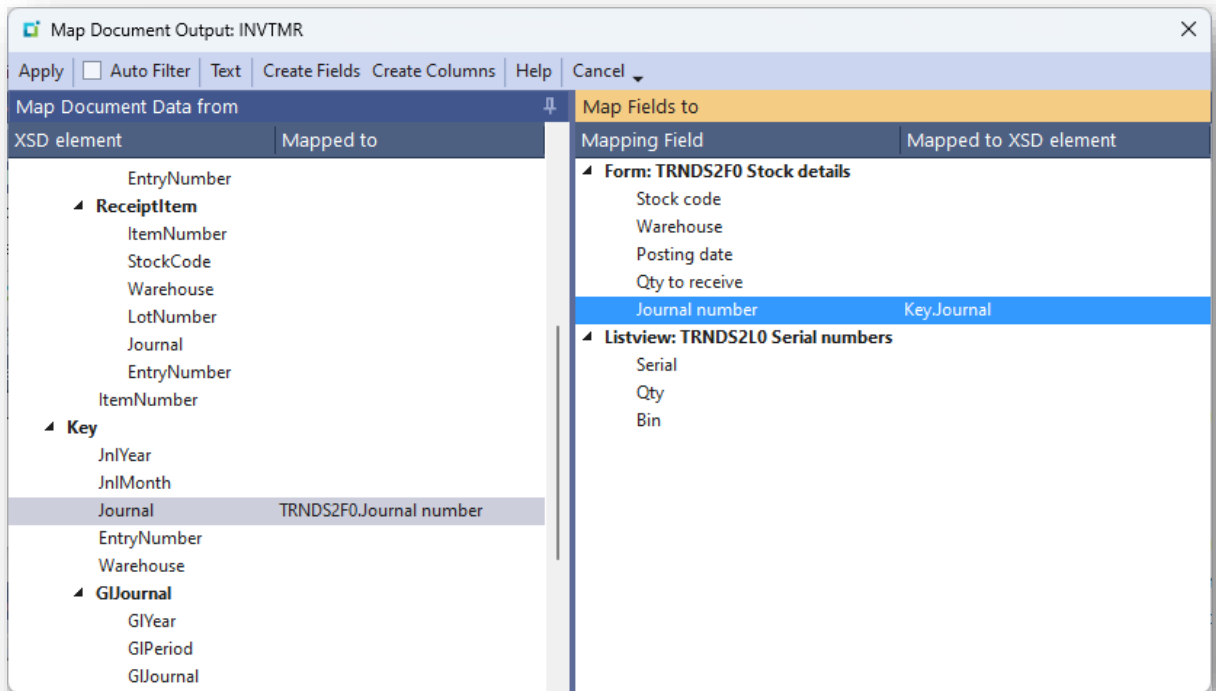 Map Document Output: INVTMR
Apply Auto Filter Text Create Fields Create Columns Help Cancel
Map Document Data from
XSD element Mapped to
EntryNumber
ReceiptItem
ItemNumber
StockCode
Warehouse
LotNumber
Journal
EntryNumber
ItemNumber
Key
JnlYear
JnlMonth
Journal TRNDS2F0.Journal number
EntryNumber
Warehouse
GlJournal
GlYear
GlPeriod
GlJournal
Map Fields to
Mapping Field Mapped to XSD element
Form: TRNDS2F0 Stock details
Stock code
Warehouse
Posting date
Qty to receive
Journal number Key.Journal
Listview: TRNDS2L0 Serial numbers
Serial
Qty
Bin